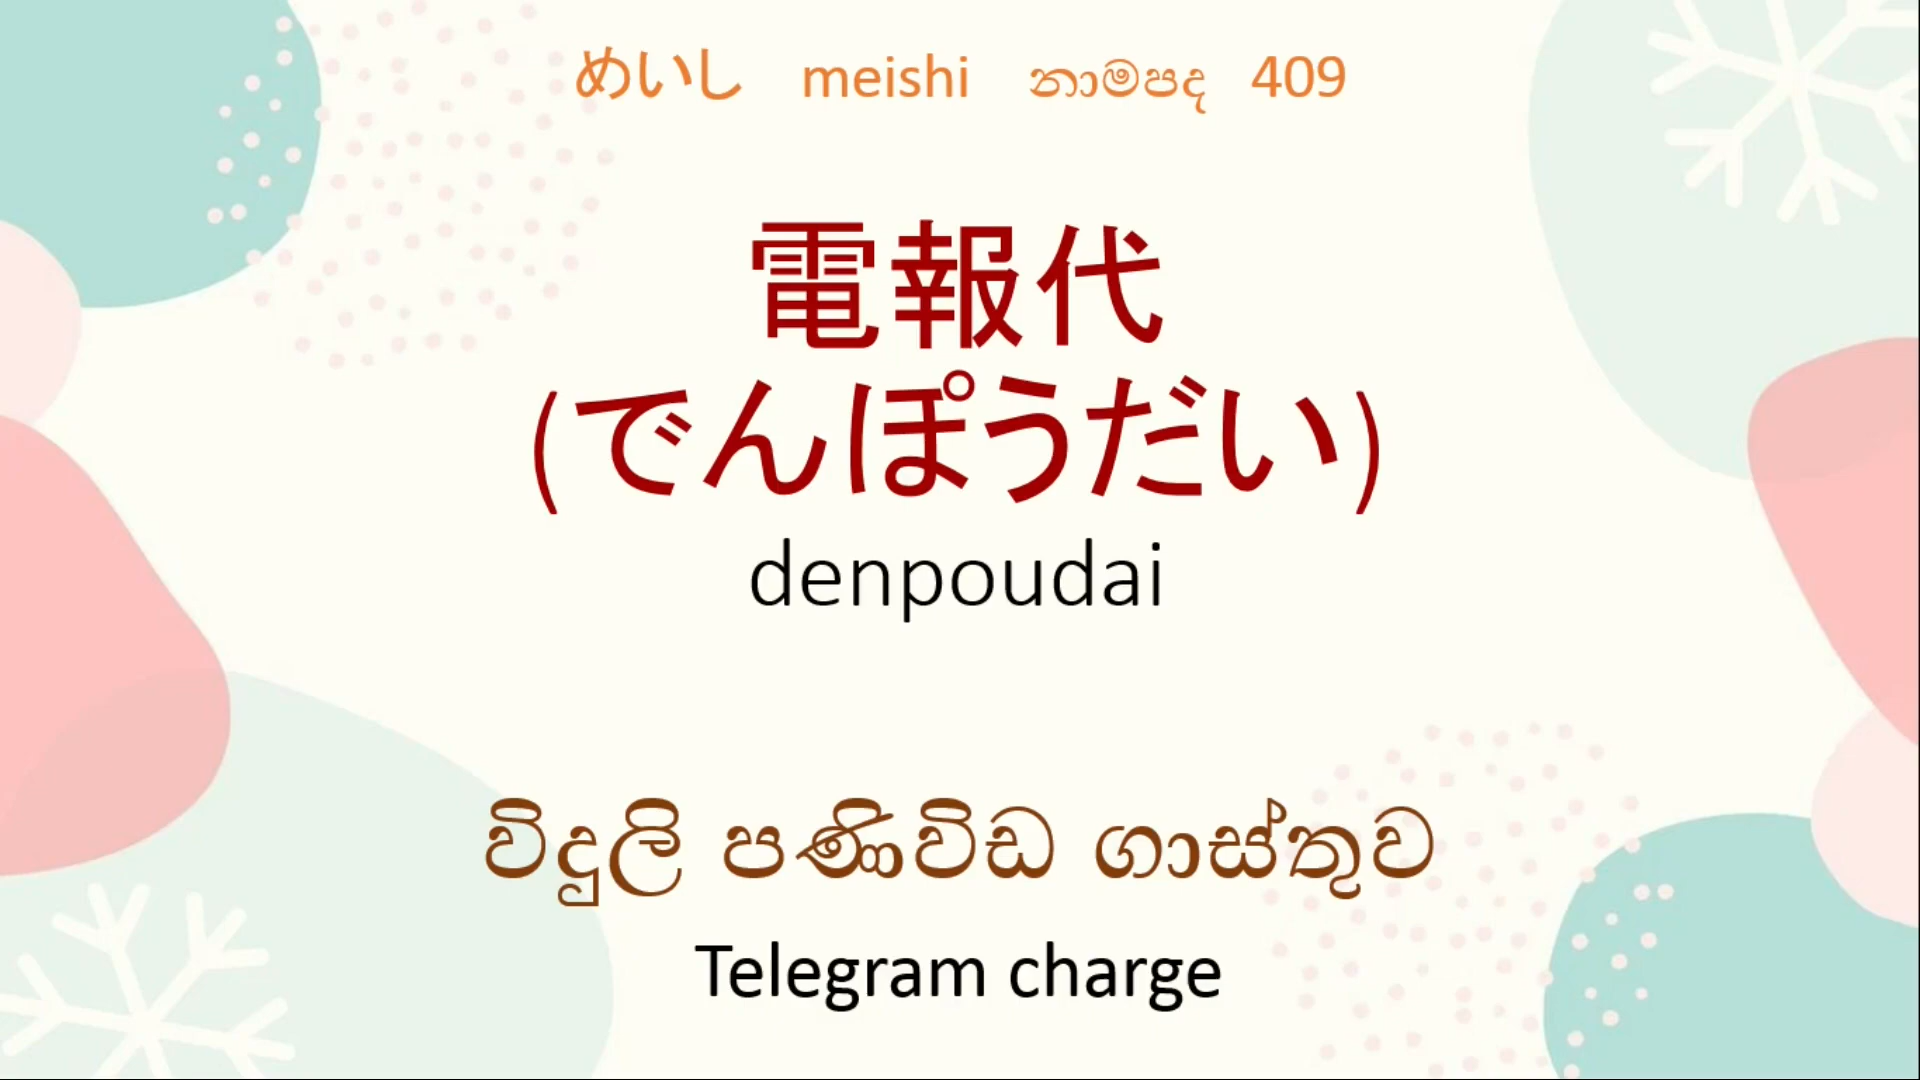 めいし meishi නාමපද 409
電報代
(でんぽうだい)
denpoudai
විදුලි පණිවිඩ ගාස්තුව
Telegram charge